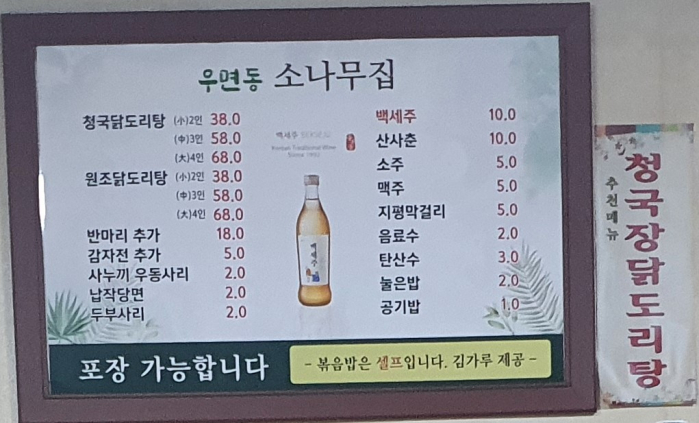 우면동 소나무집
청국닭도리탕 (小)2인 38.0
(中)3인 58.0
(大)4인 68.0
원조닭도리탕 (小)2인 38.0
(中)3인 58.0
(大)4인 68.0
반마리 추가 18.0
감자전 추가 5.0
사누끼 우동사리 2.0
납작당면 2.0
두부사리 2.0
백세주
Korean Traditional Wine
Since 1992
백세주
백세주 10.0
산사춘 10.0
소주 5.0
맥주 5.0
지평막걸리 5.0
음료수 2.0
탄산수 3.0
눌은밥 2.0
공기밥 1.0
포장 가능합니다
- 볶음밥은 셀프입니다. 김가루 제공 -
추천메뉴
청국장닭도리탕